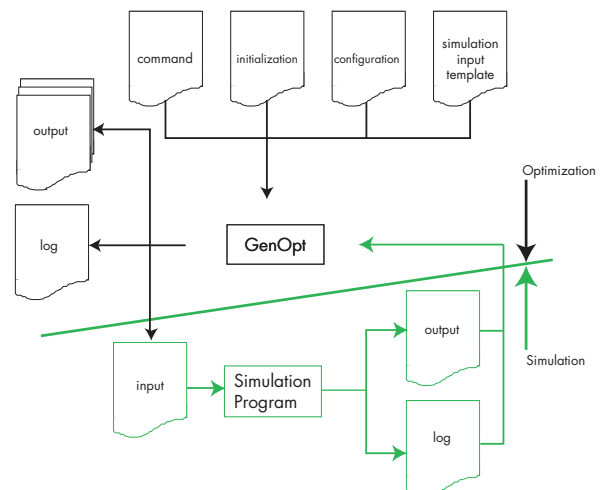 command
initialization
configuration
simulation
input
template
output
Optimization
log
GenOpt
output
input
Simulation
Program
Simulation
log